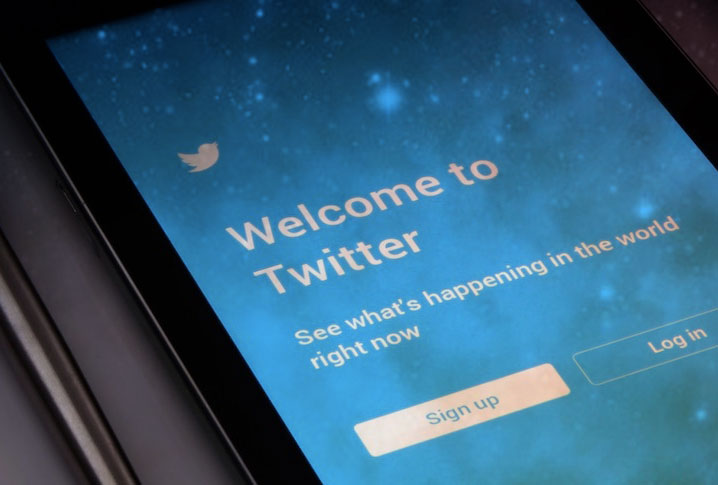 Welcome to
Twitter
See what's happening in the world
right now
Sign up
Log in